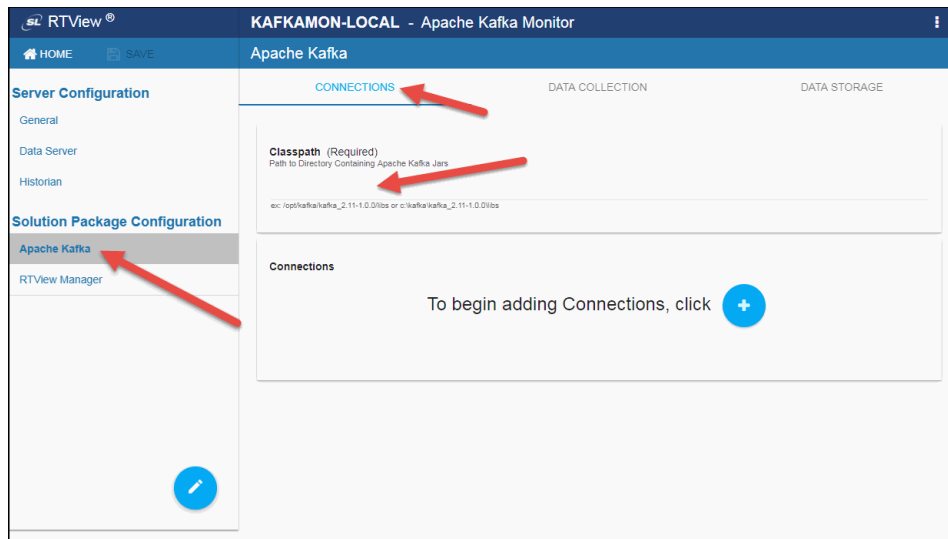 SL RTView ®
KAFKAMON-LOCAL - Apache Kafka Monitor
HOME
SAVE
Apache Kafka
Server Configuration
General
Data Server
Historian
Solution Package Configuration
Apache Kafka
RTView Manager
CONNECTIONS
DATA COLLECTION
DATA STORAGE
Classpath (Required)
Path to Directory Containing Apache Kafka Jars
ex: /opt/kafka/kafka_2.11-1.0.0/libs or c:\kafka\kafka_2.11-1.0.0\libs
Connections
To begin adding Connections, click +